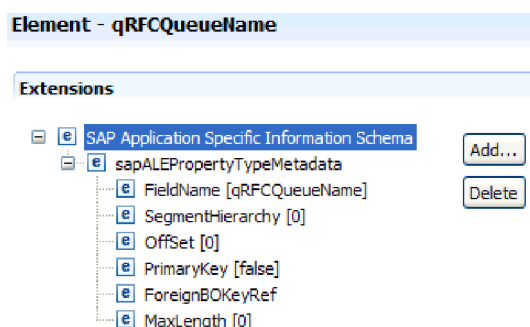 Element - qRFCQueueName
Extensions
SAP Application Specific Information Schema
Add...
sapALEPropertyTypeMetadata
FieldName [qRFCQueueName]
Delete
SegmentHierarchy [0]
OffSet [0]
PrimaryKey [false]
ForeignBOKeyRef
MaxLength [0]